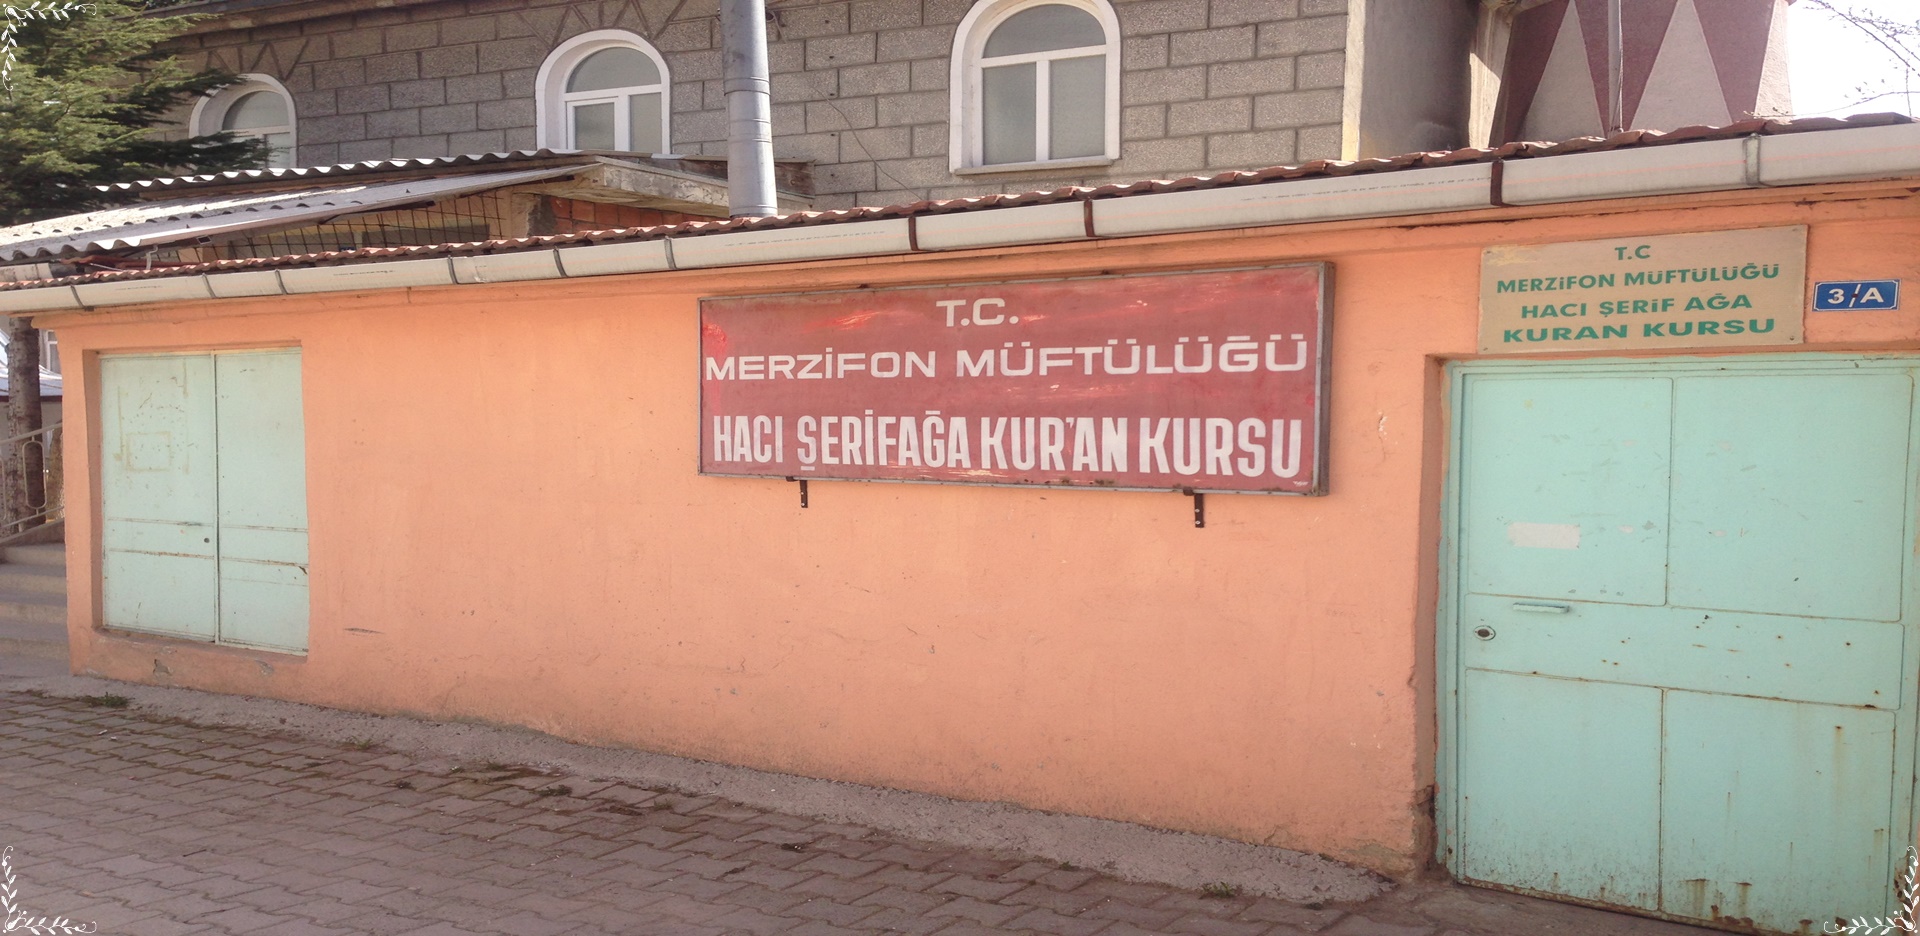 T.C.
MERZİFON MÜFTÜLÜĞÜ
HACI ŞERİFAĞA KUR'AN KURSU
T.C
MERZİFON MÜFTÜLÜĞÜ
HACI ŞERİF AĞA
KURAN KURSU
3/A